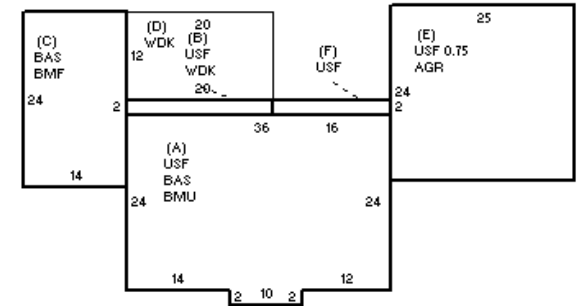 (C)
BAS
BMF
24
14
(D)
WDK
12
20
(B)
USF
WDK
20
(F)
USF
25
(E)
USF 0.75
AGR
24
2
2
36
16
(A)
USF
BAS
BMU
24
24
14
2
10
2
12